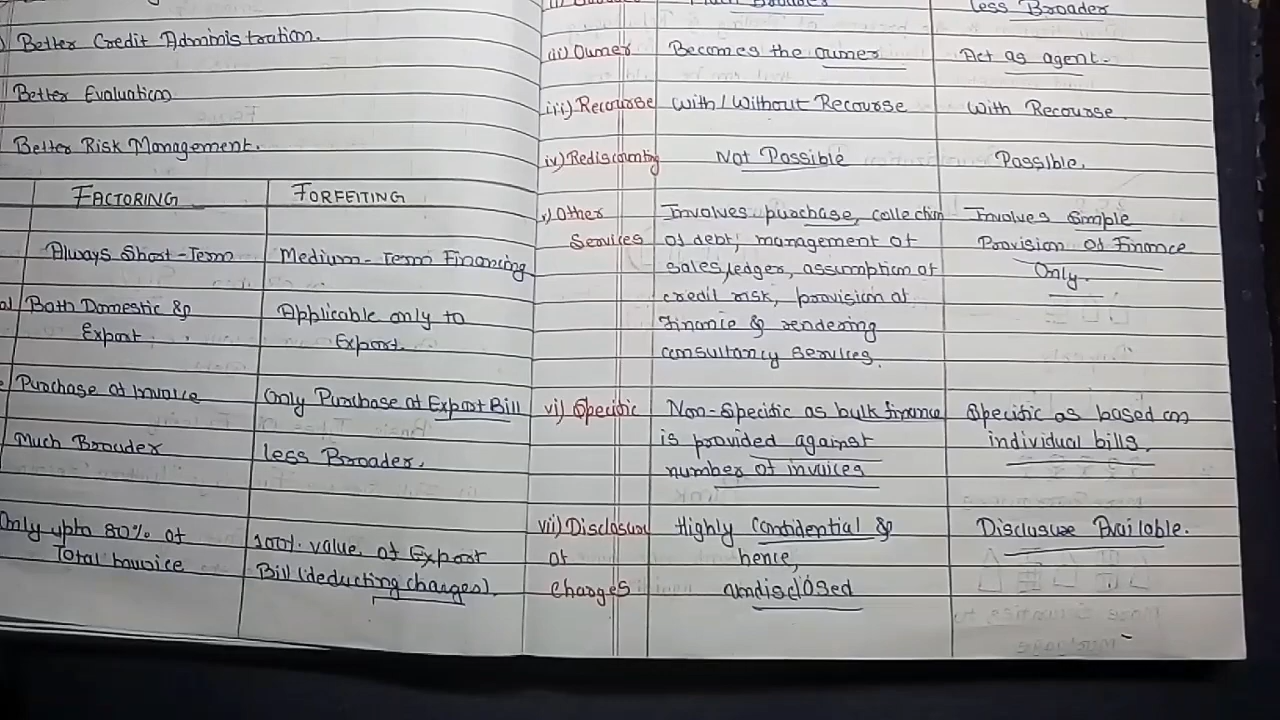 Better Credit Administration.
Better Evaluation
Better Risk Management.
FACTORING FORFEITING
Always Short-Term Medium-Term Financing
Both Domestic & Applicable only to
Export Export.
Purchase of Invoice Only Purchase of Export Bill
Much Broader less Broader.
Only upto 80% of 100% value of Export
Total Invoice Bill (deducting charges).
less Broader
ii) Owner Becomes the owner Act as agent.
iii) Recourse With/Without Recourse With Recourse.
iv) Rediscounting Not Possible Possible.
v) Other Involves purchase, collection Involves Simple
Services of debt, management of Provision of Finance
sales, ledger, assumption of Only.
credit risk, provision of
finance & rendering
consultancy services.
vi) Specific Non-Specific as bulk finance Specific as based on
is provided against individual bills.
number of invoices
vii) Disclosure Highly Confidential & Disclosure Available.
of hence,
Charges undisclosed